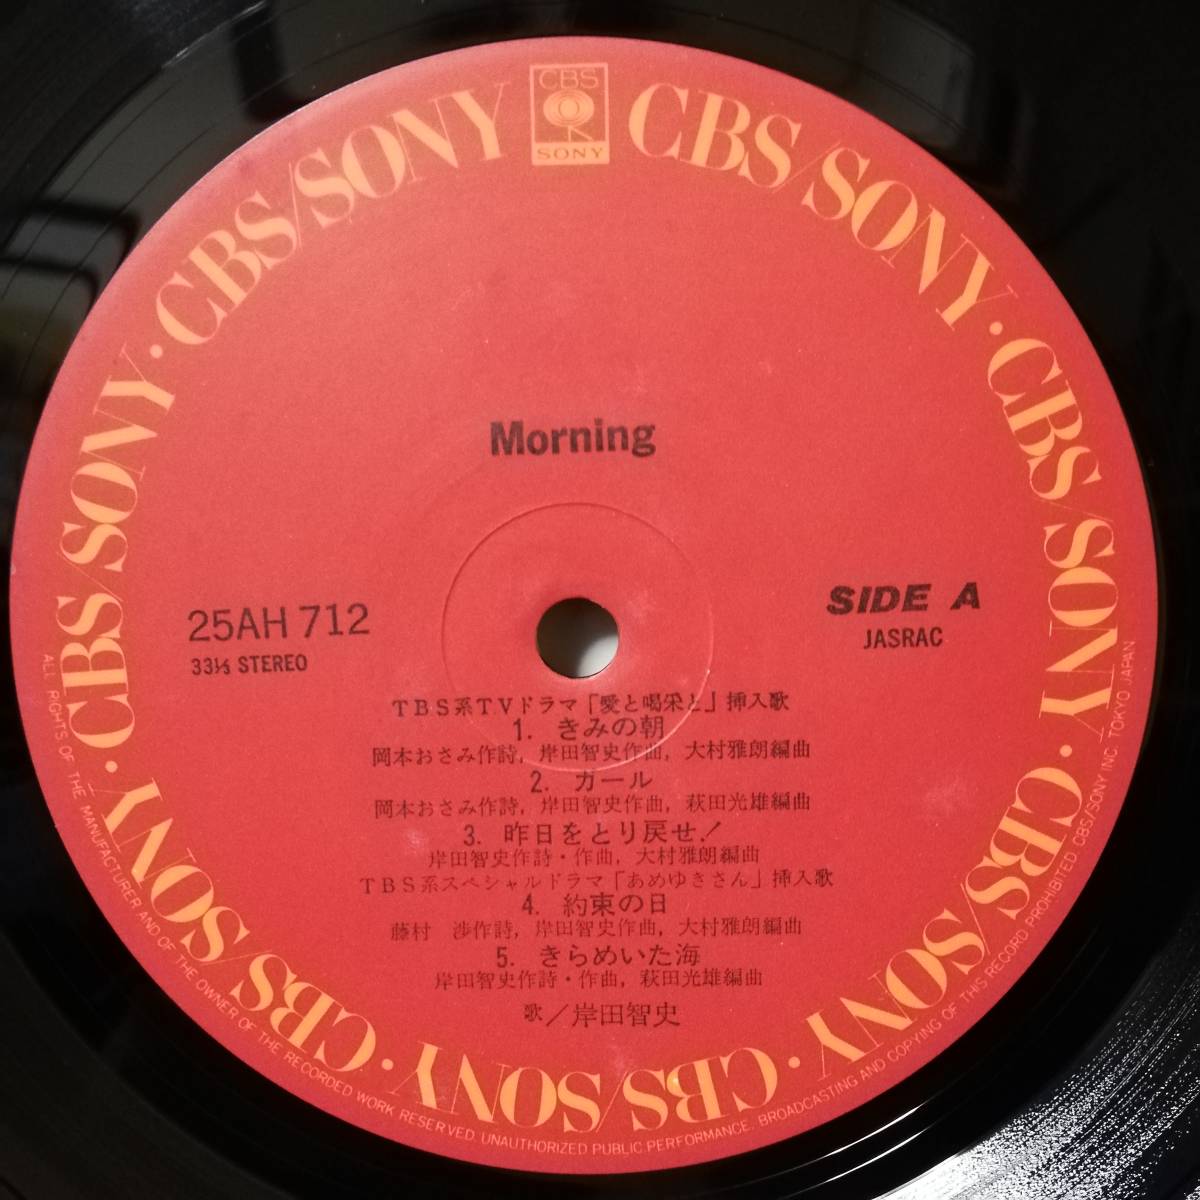 CBS
SONY
CBS/SONY · CBS/SONY · CBS/SONY · CBS/SONY · CBS/SONY · CBS/SONY · CBS/SONY · CBS/SONY
Morning
25AH 712
33⅓ STEREO
SIDE A
JASRAC
TBS系TVドラマ「愛と喝采と」挿入歌
1. きみの朝
岡本おさみ作詩, 岸田智史作曲, 大村雅朗編曲
2. ガール
岡本おさみ作詩, 岸田智史作曲, 萩田光雄編曲
3. 昨日をとり戻せ!
岸田智史作詩・作曲, 大村雅朗編曲
TBS系スペシャルドラマ「あめゆきさん」挿入歌
4. 約束の日
藤村 渉作詩, 岸田智史作曲, 大村雅朗編曲
5. きらめいた海
岸田智史作詩・作曲, 萩田光雄編曲
歌/岸田智史
ALL RIGHTS OF THE MANUFACTURER AND OF THE OWNER OF THE RECORDED WORK RESERVED. UNAUTHORIZED PUBLIC PERFORMANCE. BROADCASTING AND COPYING OF THIS RECORD PROHIBITED CBS/SONY INC. TOKYO JAPAN